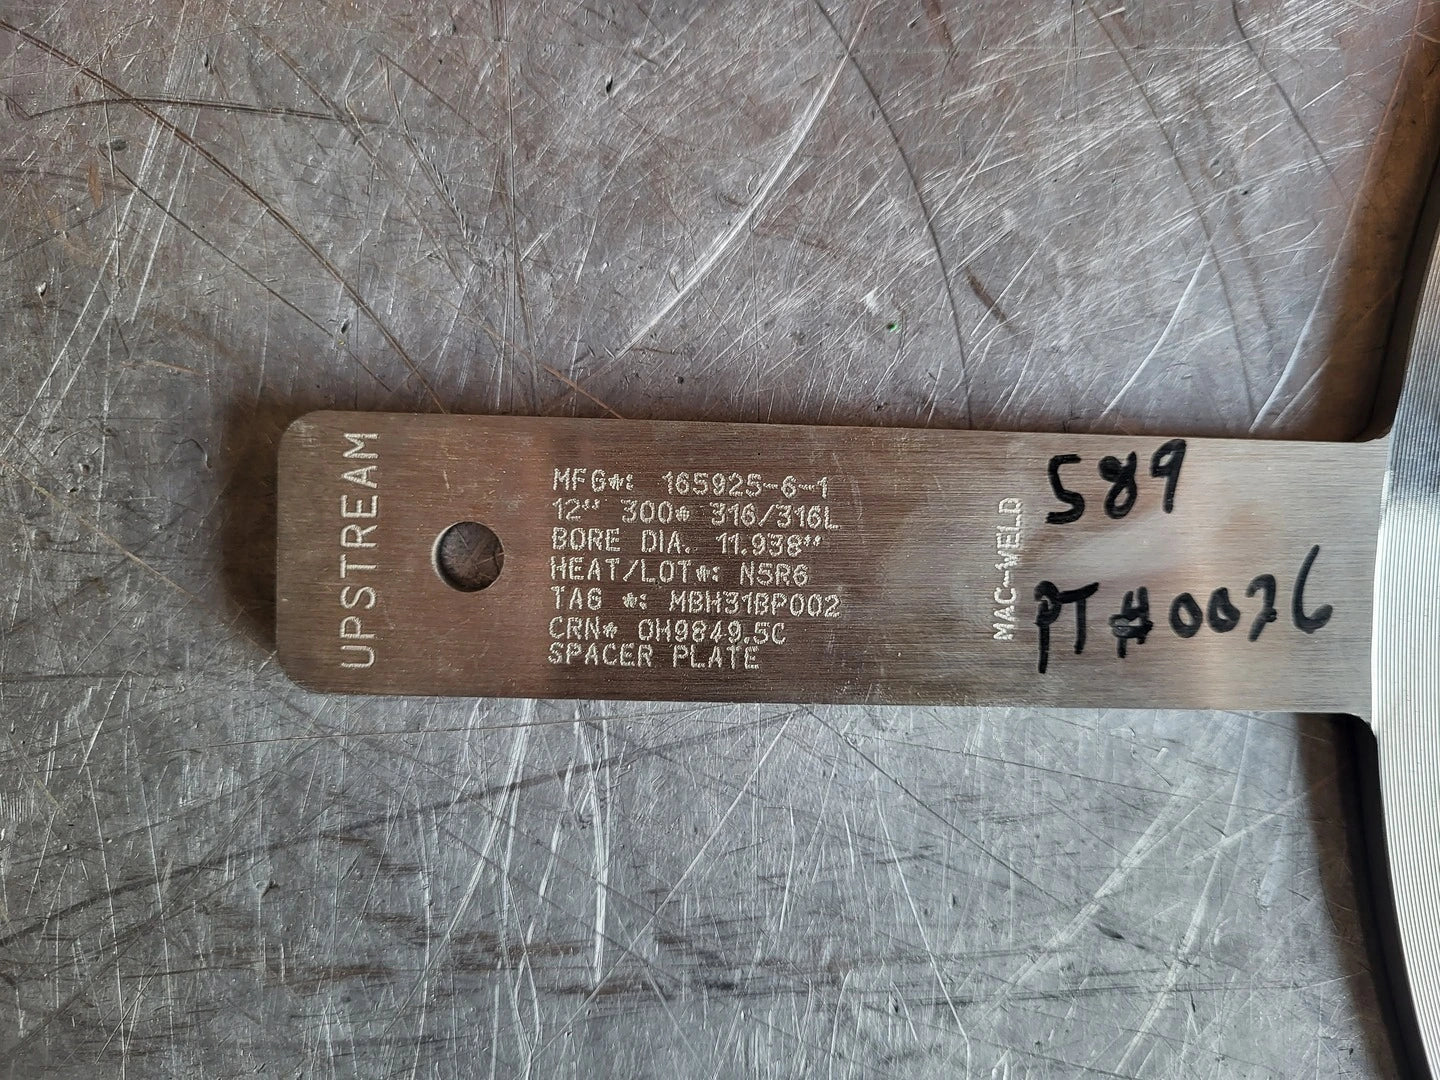 UPSTREAM
MFG#: 165925-6-1
12" 300# 316/316L
BORE DIA. 11.938"
HEAT/LOT#: N5R6
TAG #: MBH31BP002
CRN# OH9849.5C
SPACER PLATE
MAC-WELD
589
PT #0076